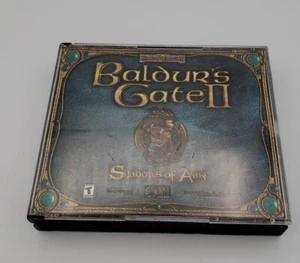 BALDUR'S
GATE II
SHADOWS OF AMN
T